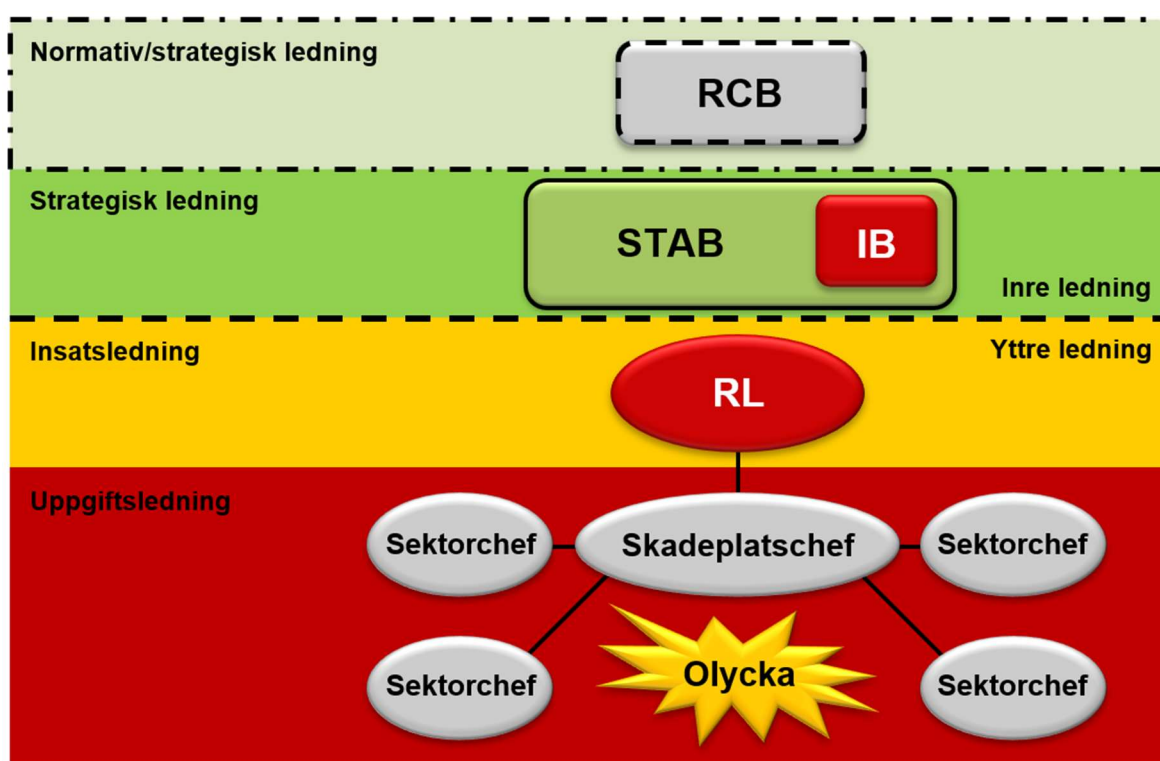 Normativ/strategisk ledning
RCB
Strategisk ledning
STAB
IB
Inre ledning
Insatsledning
Yttre ledning
RL
Uppgiftsledning
Sektorchef
Skadeplatschef
Sektorchef
Sektorchef
Olycka
Sektorchef